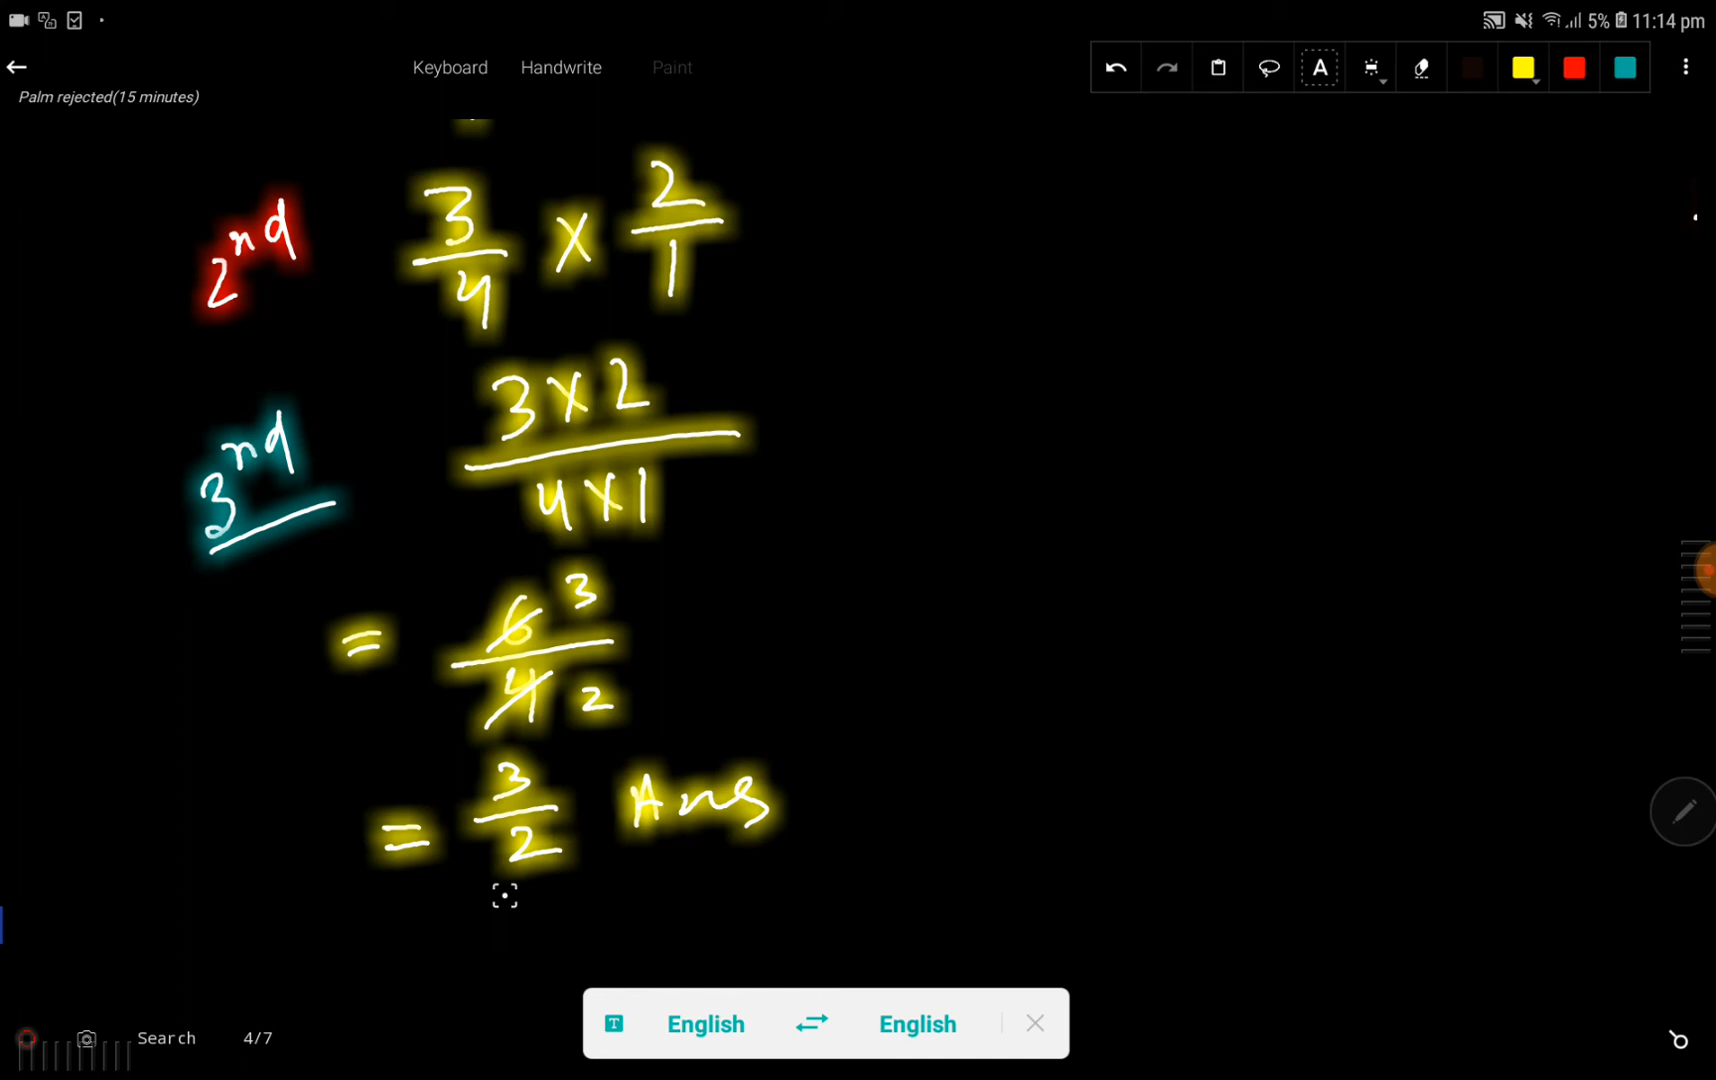 5% 11:14 pm
Keyboard Handwrite Paint
A
Palm rejected(15 minutes)
2nd 3/4 x 2/1
3nd 3x2/4x1
= 6/4 3/2
= 3/2 Ans
T English English
Search 4/7